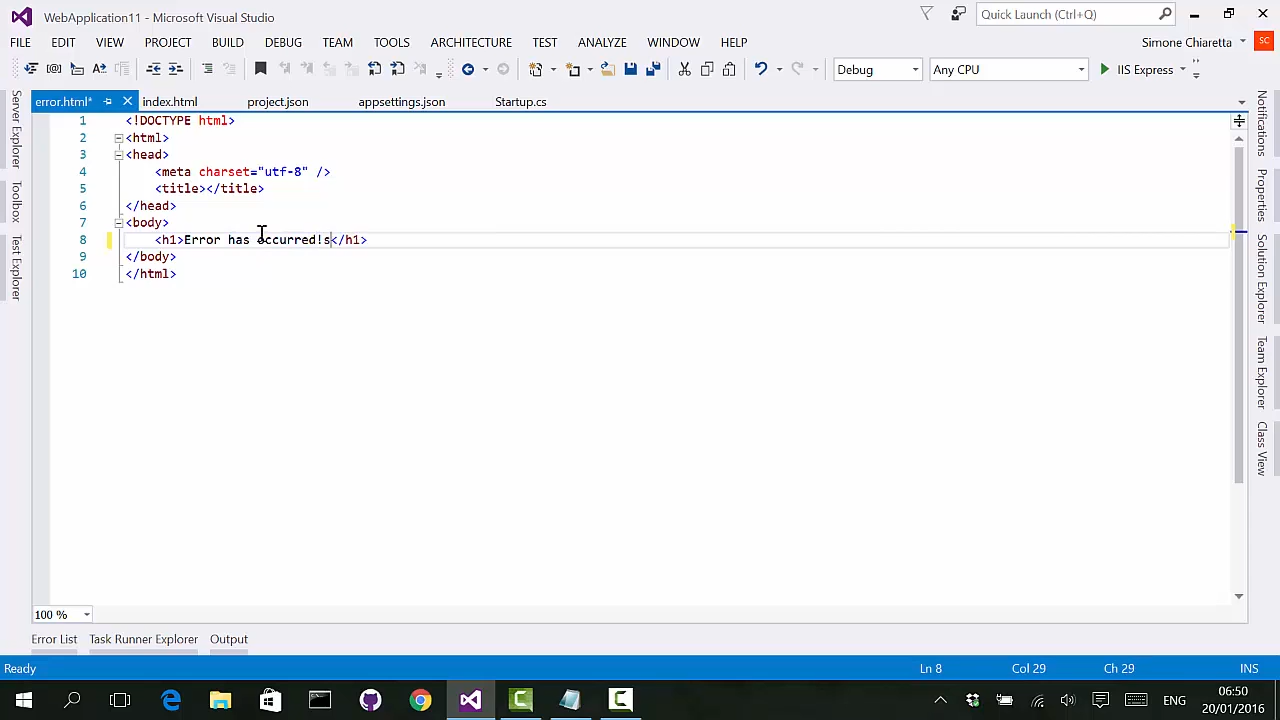 WebApplication11 - Microsoft Visual Studio
Quick Launch (Ctrl+Q)
FILE EDIT VIEW PROJECT BUILD DEBUG TEAM TOOLS ARCHITECTURE TEST ANALYZE WINDOW HELP
Simone Chiaretta SC
Debug Any CPU IIS Express
error.html* index.html project.json appsettings.json Startup.cs
Server Explorer
Toolbox
Test Explorer
1 <!DOCTYPE html>
2 <html>
3 <head>
4 <meta charset="utf-8" />
5 <title></title>
6 </head>
7 <body>
8 <h1>Error has occurred!s</h1>
9 </body>
10 </html>
Notifications
Properties
Solution Explorer
Team Explorer
Class View
100 %
Error List Task Runner Explorer Output
Ready Ln 8 Col 29 Ch 29 INS
ENG 06:50
20/01/2016